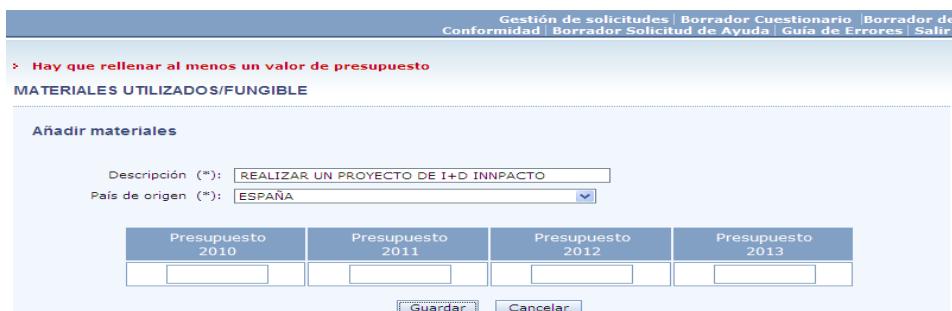 Gestión de solicitudes | Borrador Cuestionario | Borrador de
Conformidad | Borrador Solicitud de Ayuda | Guía de Errores | Salir
Hay que rellenar al menos un valor de presupuesto
MATERIALES UTILIZADOS/FUNGIBLE
Añadir materiales
Descripción (*): REALIZAR UN PROYECTO DE I+D INNPACTO
País de origen (*): ESPAÑA
Presupuesto 2010 Presupuesto 2011 Presupuesto 2012 Presupuesto 2013
Guardar Cancelar